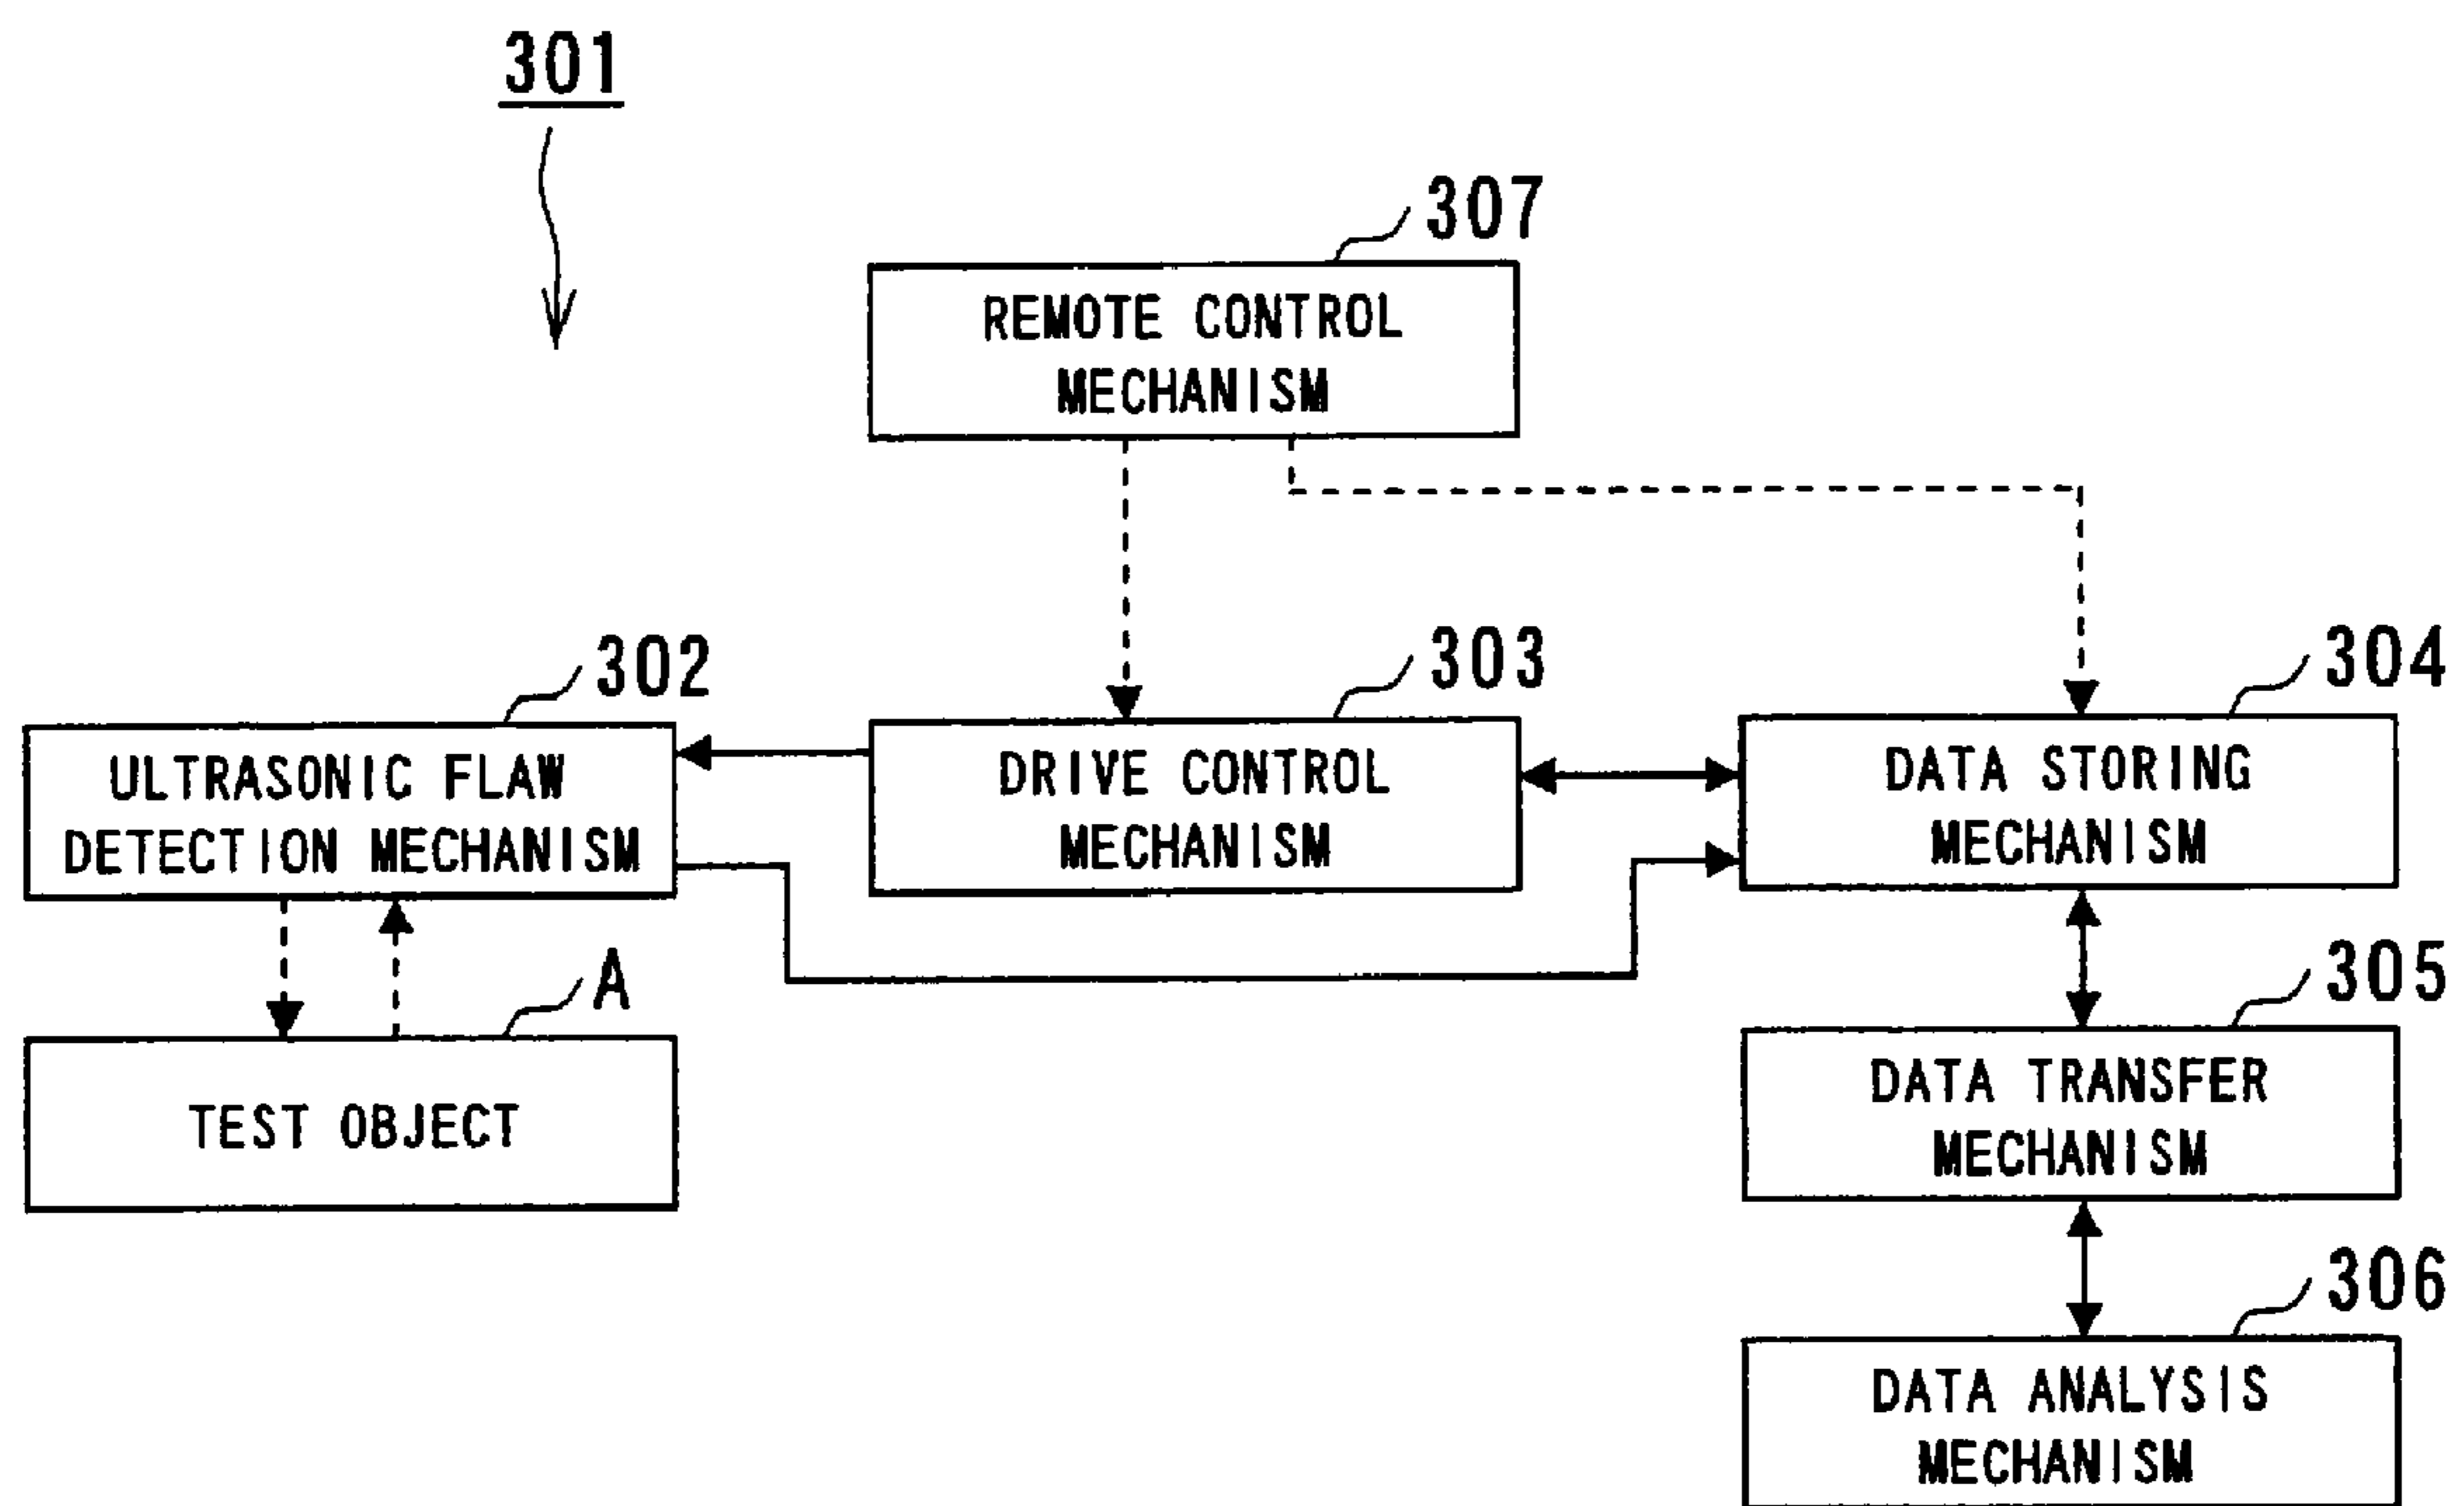 301
307
REMOTE CONTROL
MECHANISM
302
303
304
ULTRASONIC FLAW
DETECTION MECHANISM
DRIVE CONTROL
MECHANISM
DATA STORING
MECHANISM
A
305
TEST OBJECT
DATA TRANSFER
MECHANISM
306
DATA ANALYSIS
MECHANISM